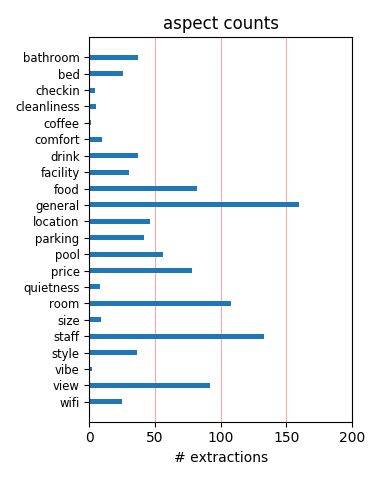 aspect counts
bathroom
bed
checkin
cleanliness
coffee
comfort
drink
facility
food
general
location
parking
pool
price
quietness
room
size
staff
style
vibe
view
wifi
0 50 100 150 200
# extractions